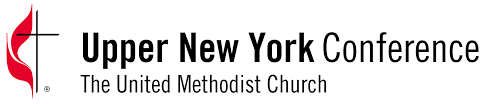 Upper New York Conference
The United Methodist Church
®